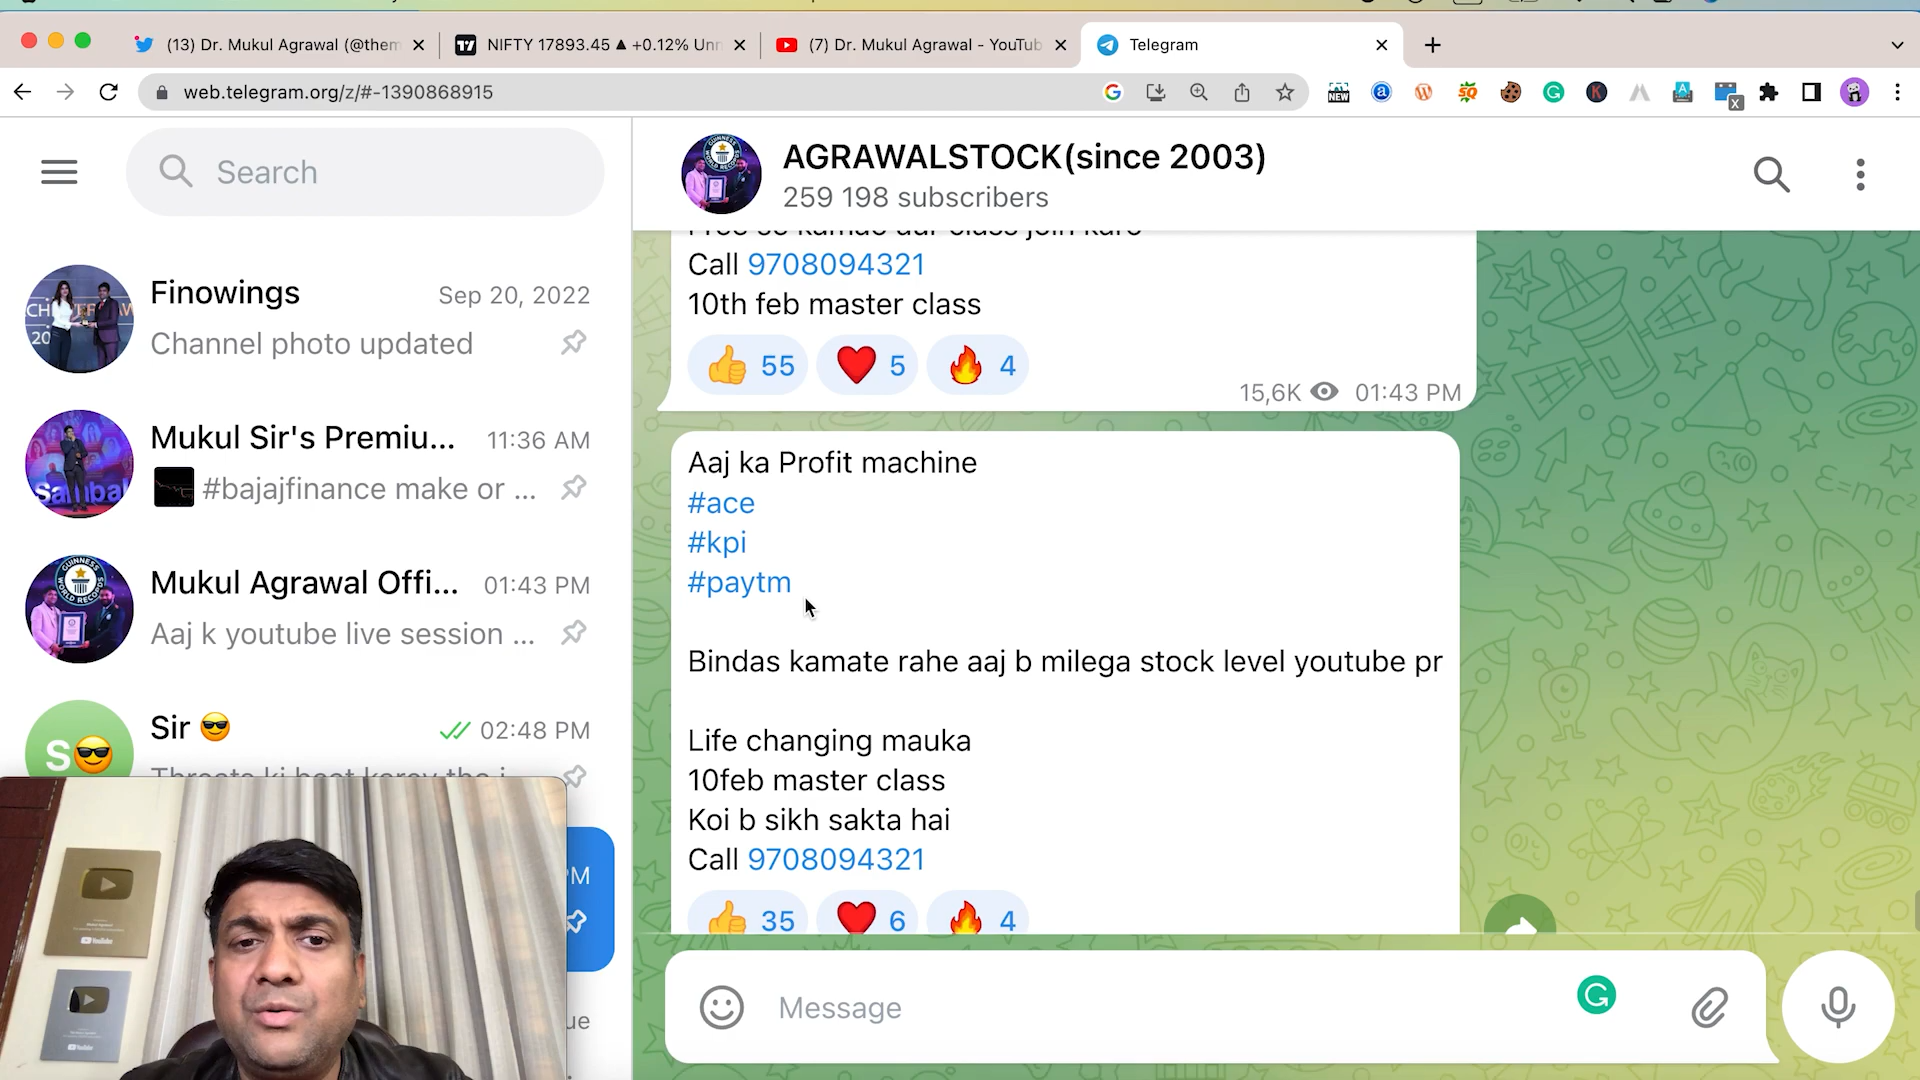 (13) Dr. Mukul Agrawal (@them
NIFTY 17893.45 ▲ +0.12% Unn
(7) Dr. Mukul Agrawal - YouTub
Telegram
web.telegram.org/z/#-1390868915
Search
AGRAWALSTOCK(since 2003)
259 198 subscribers
Finowings
Sep 20, 2022
Channel photo updated
Mukul Sir's Premiu...
11:36 AM
#bajajfinance make or ...
Mukul Agrawal Offi...
01:43 PM
Aaj k youtube live session ...
Sir 😎
02:48 PM
Call 9708094321
10th feb master class
👍 55 ❤️ 5 🔥 4
15,6K 01:43 PM
Aaj ka Profit machine
#ace
#kpi
#paytm
Bindas kamate rahe aaj b milega stock level youtube pr
Life changing mauka
10feb master class
Koi b sikh sakta hai
Call 9708094321
👍 35 ❤️ 6 🔥 4
Message